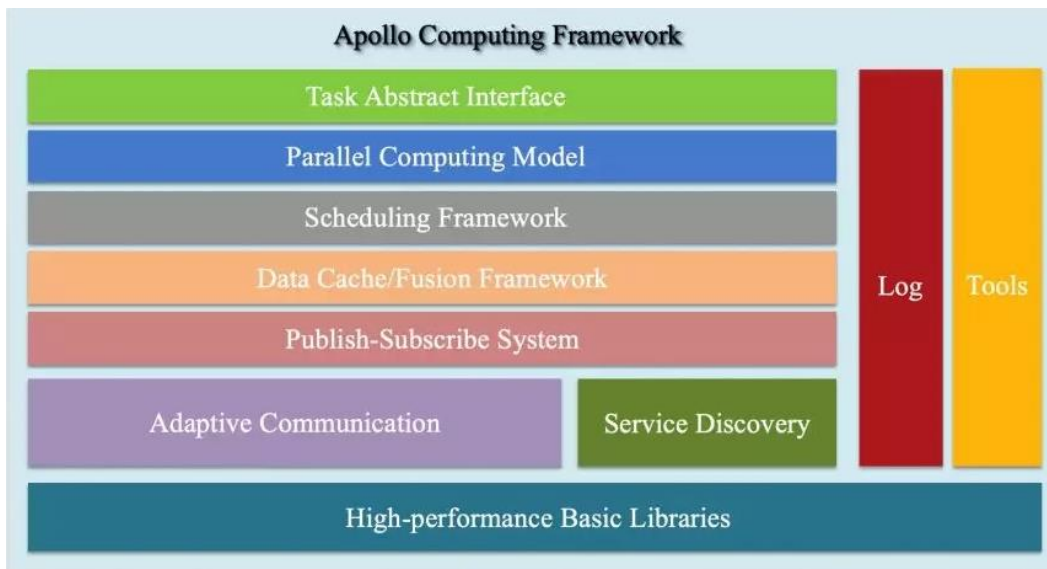 Apollo Computing Framework
Task Abstract Interface
Parallel Computing Model
Scheduling Framework
Data Cache/Fusion Framework
Publish-Subscribe System
Adaptive Communication
Service Discovery
Log
Tools
High-performance Basic Libraries